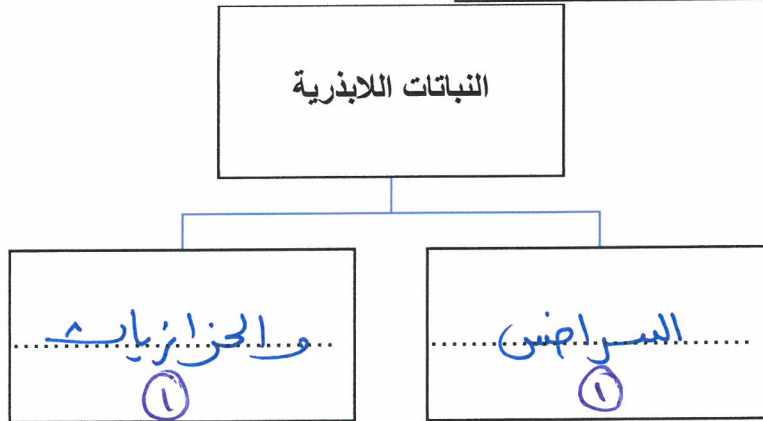 النباتات اللابذرية
السراخس
والحزازيات
١
١